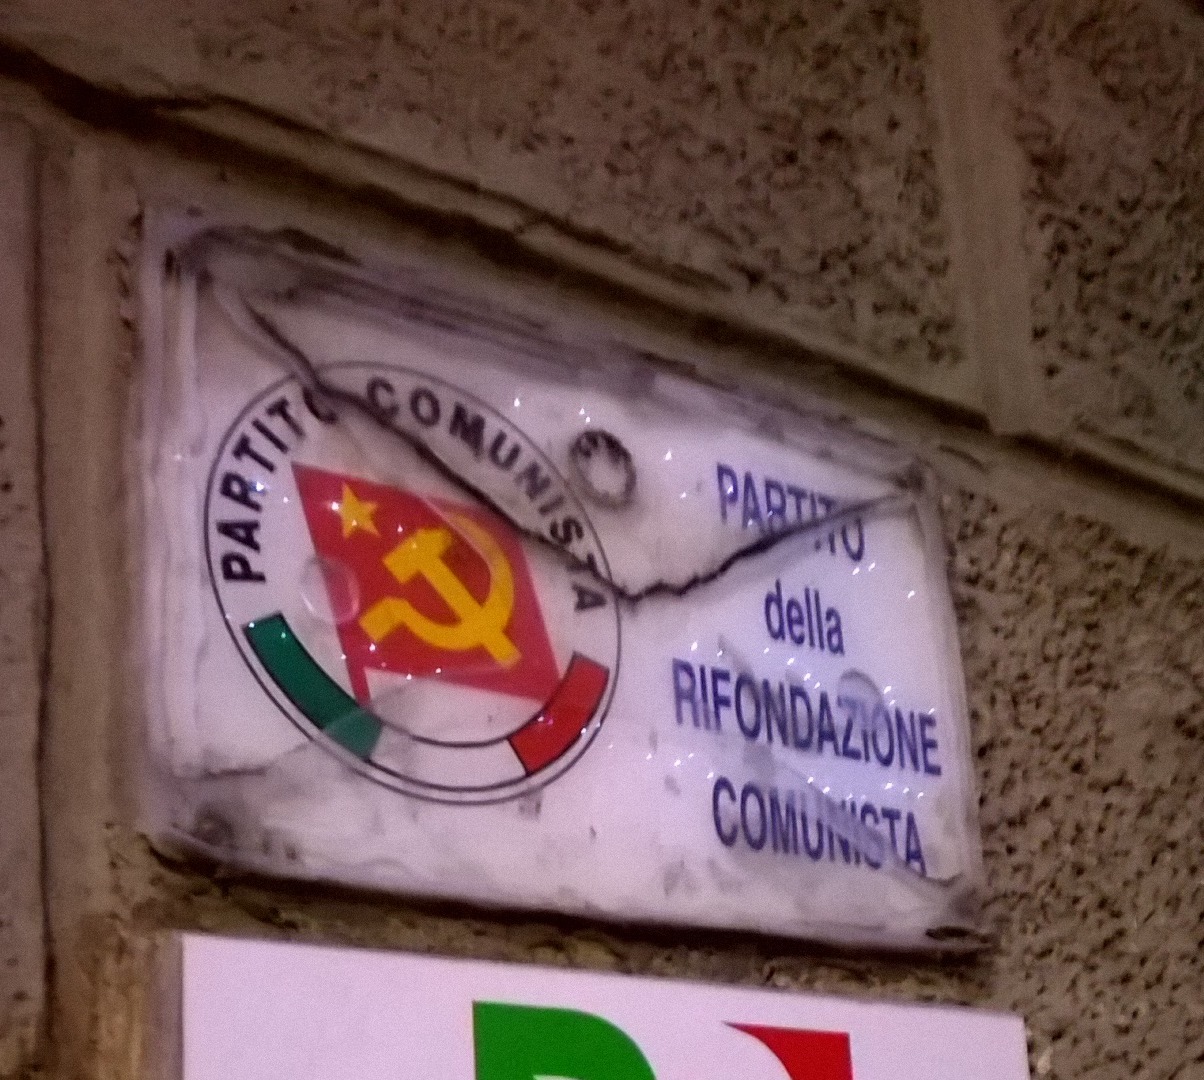 PARTITO COMUNISTA
PARTITO
della
RIFONDAZIONE
COMUNISTA